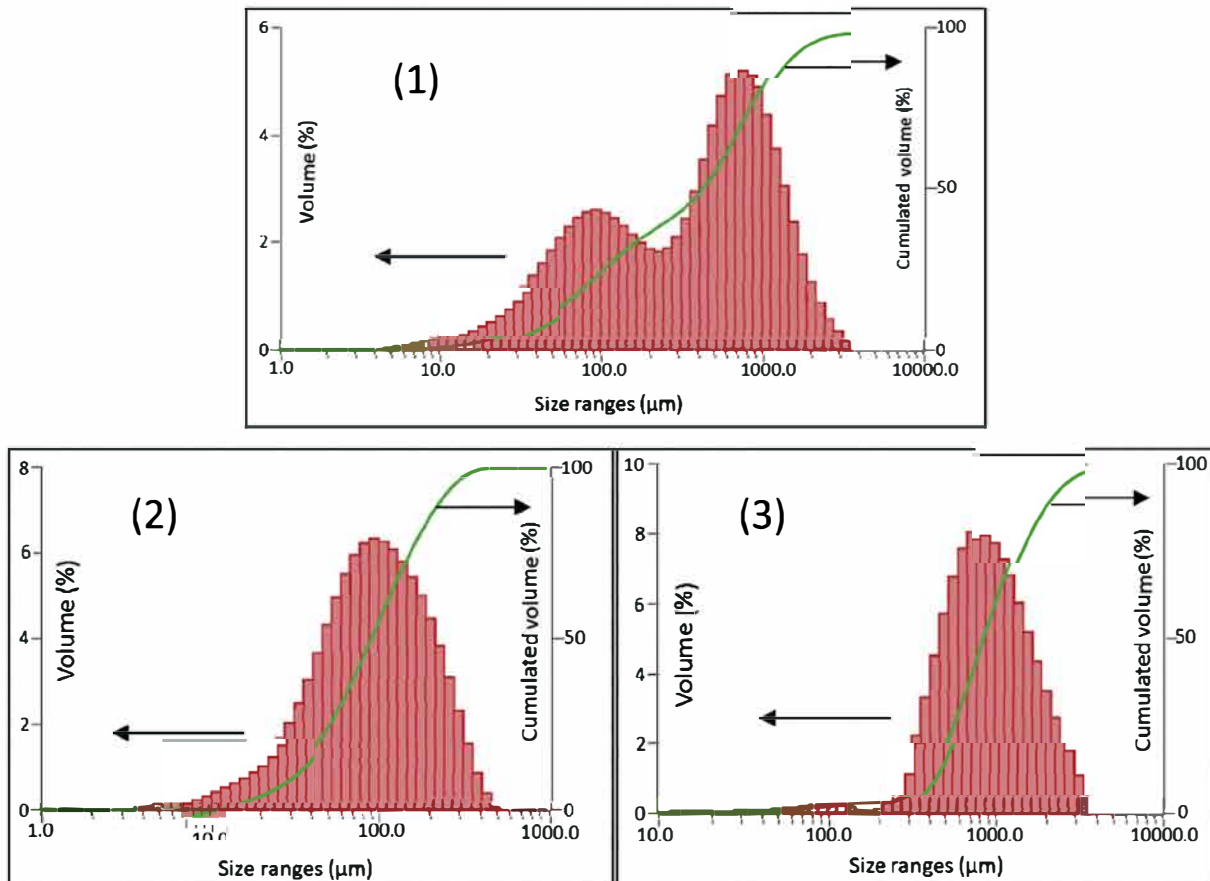 (1)
6
4
2
0
Volume (%)
100
50
0
Cumulated volume (%)
1.0 10.0 100.0 1000.0 10000.0
Size ranges (µm)
(2)
8
6
4
2
0
Volume (%)
100
50
0
Cumulated volume (%)
1.0 10.0 100.0 1000.0
Size ranges (µm)
(3)
10
8
6
4
2
0
Volume [%)
100
50
0
Cumulated volume (%)
10.0 100.0 1000.0 10000.0
Size ranges (µm)